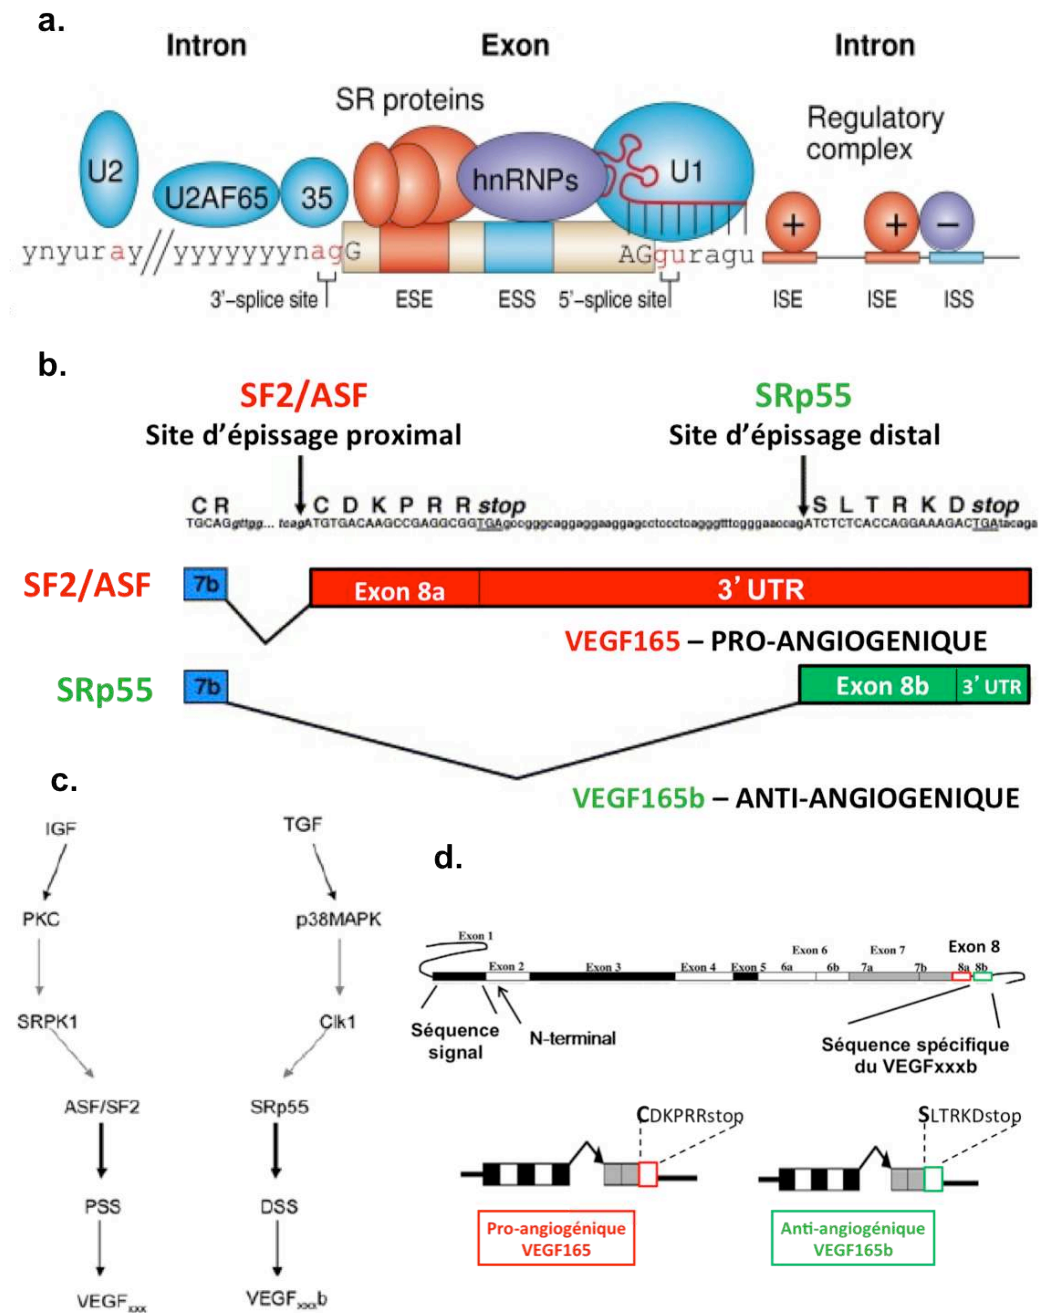 a.
Intron
Exon
Intron
SR proteins
Regulatory
complex
U2
U2AF65
35
hnRNPs
U1
+
+
−
ynyuray//yyyyyyynagG
AGguragu
3'−splice site
ESE
ESS
5'−splice site
ISE
ISE
ISS
b.
SF2/ASF
SRp55
Site d'épissage proximal
Site d'épissage distal
C R
C D K P R R stop
S L T R K D stop
TGCAGgttgg... tcagATGTGACAAGCCGAGGCGGTGAgccgggcaggaggaaggagcctccctcagggtttcgggaaccagATCTCTCACCAGGAAAGACTGAtacaga
SF2/ASF
7b
Exon 8a
3' UTR
VEGF165 – PRO-ANGIOGENIQUE
SRp55
7b
Exon 8b
3' UTR
VEGF165b – ANTI-ANGIOGENIQUE
c.
IGF
TGF
PKC
p38MAPK
SRPK1
Clk1
ASF/SF2
SRp55
PSS
DSS
VEGFxxx
VEGFxxxb
d.
Exon 1
Exon 6
Exon 7
Exon 8
Exon 2
Exon 3
Exon 4
Exon 5
6a
6b
7a
7b
8a
8b
Séquence
signal
N-terminal
Séquence spécifique
du VEGFxxxb
CDKPRRstop
SLTRKDstop
Pro-angiogénique
VEGF165
Anti-angiogénique
VEGF165b